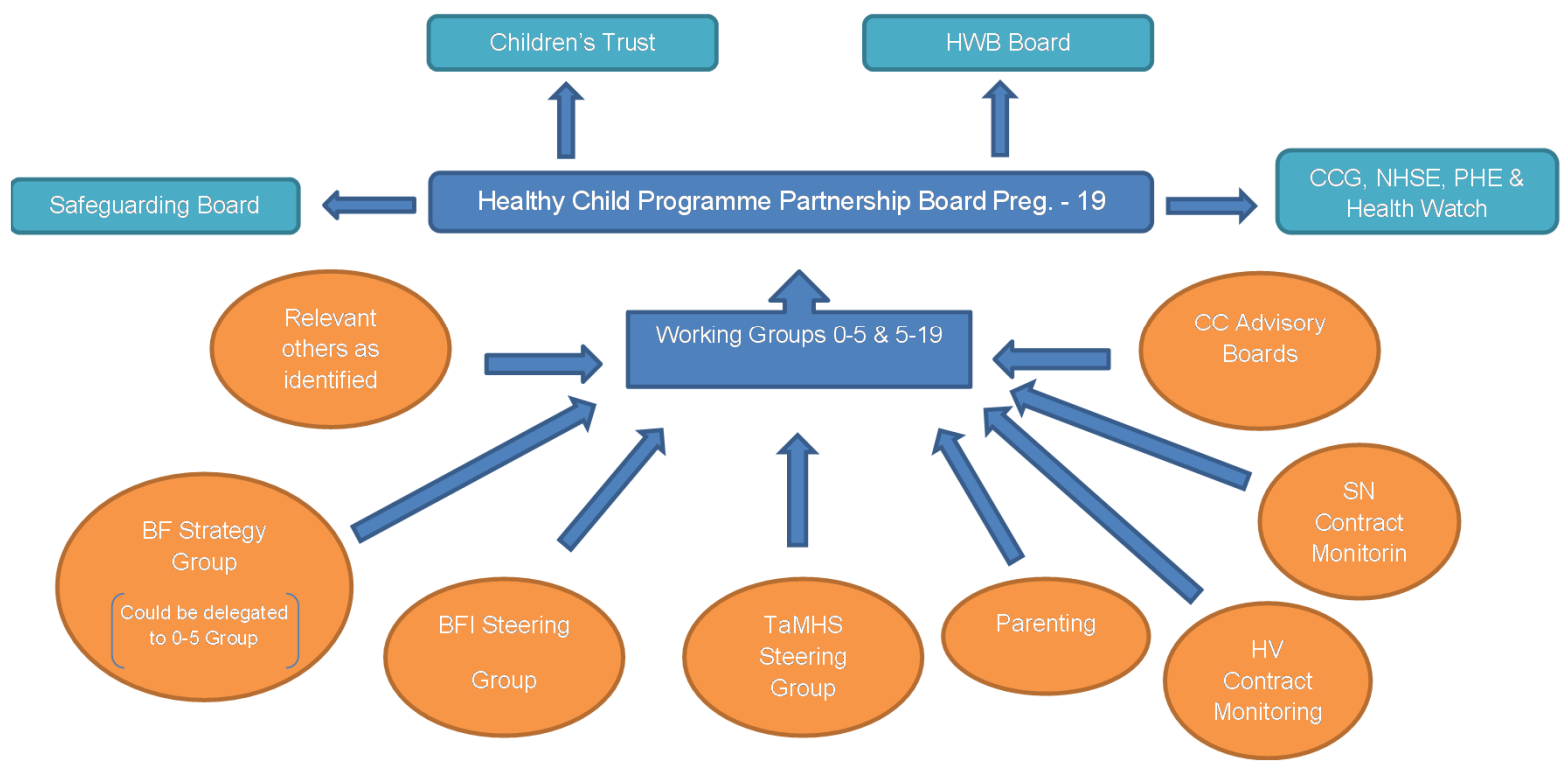 Children's Trust
HWB Board
Safeguarding Board
Healthy Child Programme Partnership Board Preg. - 19
CCG, NHSE, PHE &
Health Watch
Relevant
others as
identified
Working Groups 0-5 & 5-19
CC Advisory
Boards
BF Strategy
Group
Could be delegated
to 0-5 Group
BFI Steering
Group
TaMHS
Steering
Group
Parenting
HV
Contract
Monitoring
SN
Contract
Monitorin